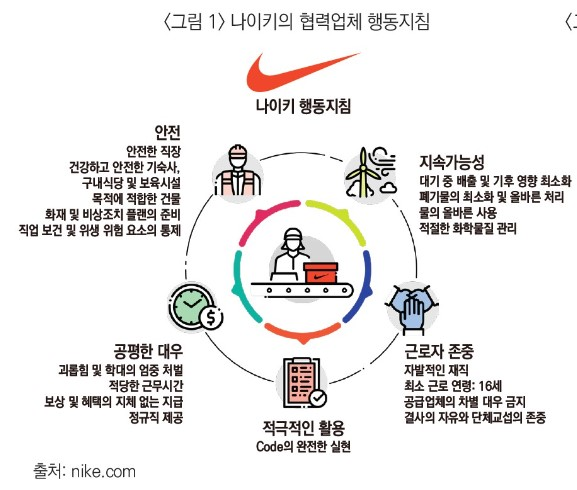 <그림 1> 나이키의 협력업체 행동지침
나이키 행동지침
안전
안전한 직장
건강하고 안전한 기숙사,
구내식당 및 보육시설
목적에 적합한 건물
화재 및 비상조치 플랜의 준비
직업 보건 및 위생 위험 요소의 통제
지속가능성
대기 중 배출 및 기후 영향 최소화
폐기물의 최소화 및 올바른 처리
물의 올바른 사용
적절한 화학물질 관리
공평한 대우
괴롭힘 및 학대의 엄중 처벌
적당한 근무시간
보상 및 혜택의 지체 없는 지급
정규직 제공
근로자 존중
자발적인 재직
최소 근로 연령: 16세
공급업체의 차별 대우 금지
결사의 자유와 단체교섭의 존중
$
적극적인 활용
Code의 완전한 실현
출처: nike.com